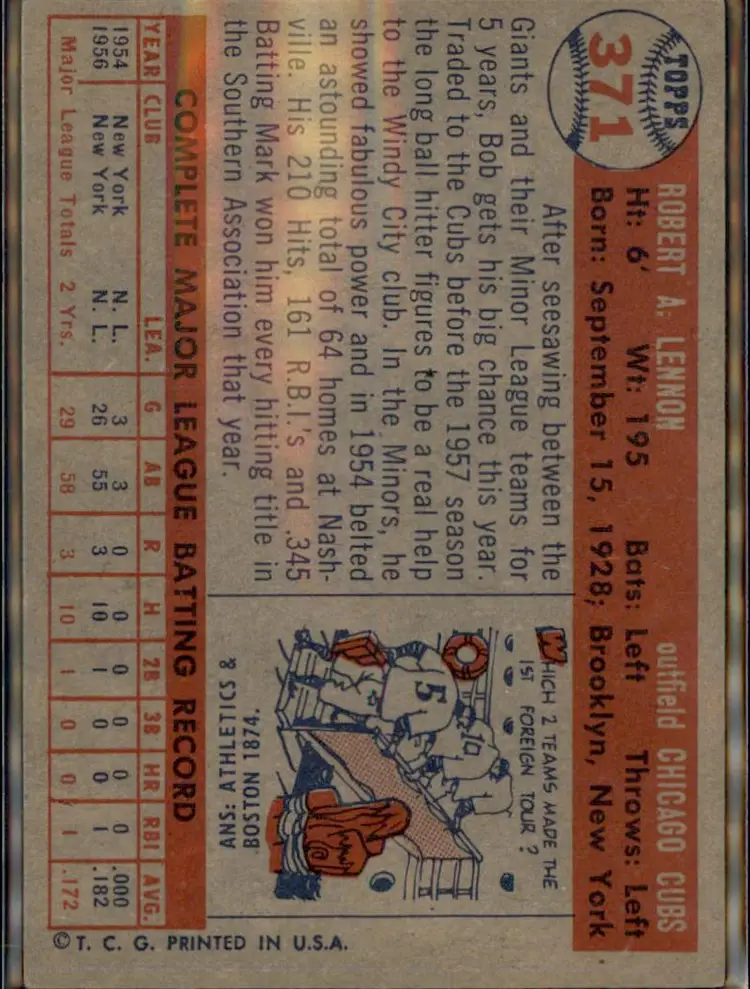 TOPPS
371
ROBERT A. LENNON
outfield CHICAGO CUBS
Ht: 6' Wt: 195 Bats: Left Throws: Left
Born: September 15, 1928; Brooklyn, New York
After seesawing between the
Giants and their Minor League teams for
5 years, Bob gets his big chance this year.
Traded to the Cubs before the 1957 season
the long ball hitter figures to be a real help
to the Windy City club. In the Minors, he
showed fabulous power and in 1954 belted
an astounding total of 64 homes at Nash-
ville. His 210 Hits, 161 R.B.I.'s and .345
Batting Mark won him every hitting title in
the Southern Association that year.
WHICH 2 TEAMS MADE THE
1ST FOREIGN TOUR?
5
19
ANS: ATHLETICS &
BOSTON 1874.
COMPLETE MAJOR LEAGUE BATTING RECORD
YEAR CLUB LEA. G AB R H 2B 3B HR RBI AVG.
1954 New York N. L. 3 3 0 0 0 0 0 0 .000
1956 New York N. L. 26 55 3 10 1 0 0 1 .182
Major League Totals 2 Yrs. 29 58 3 10 1 0 0 1 .172
© T. C. G. PRINTED IN U.S.A.